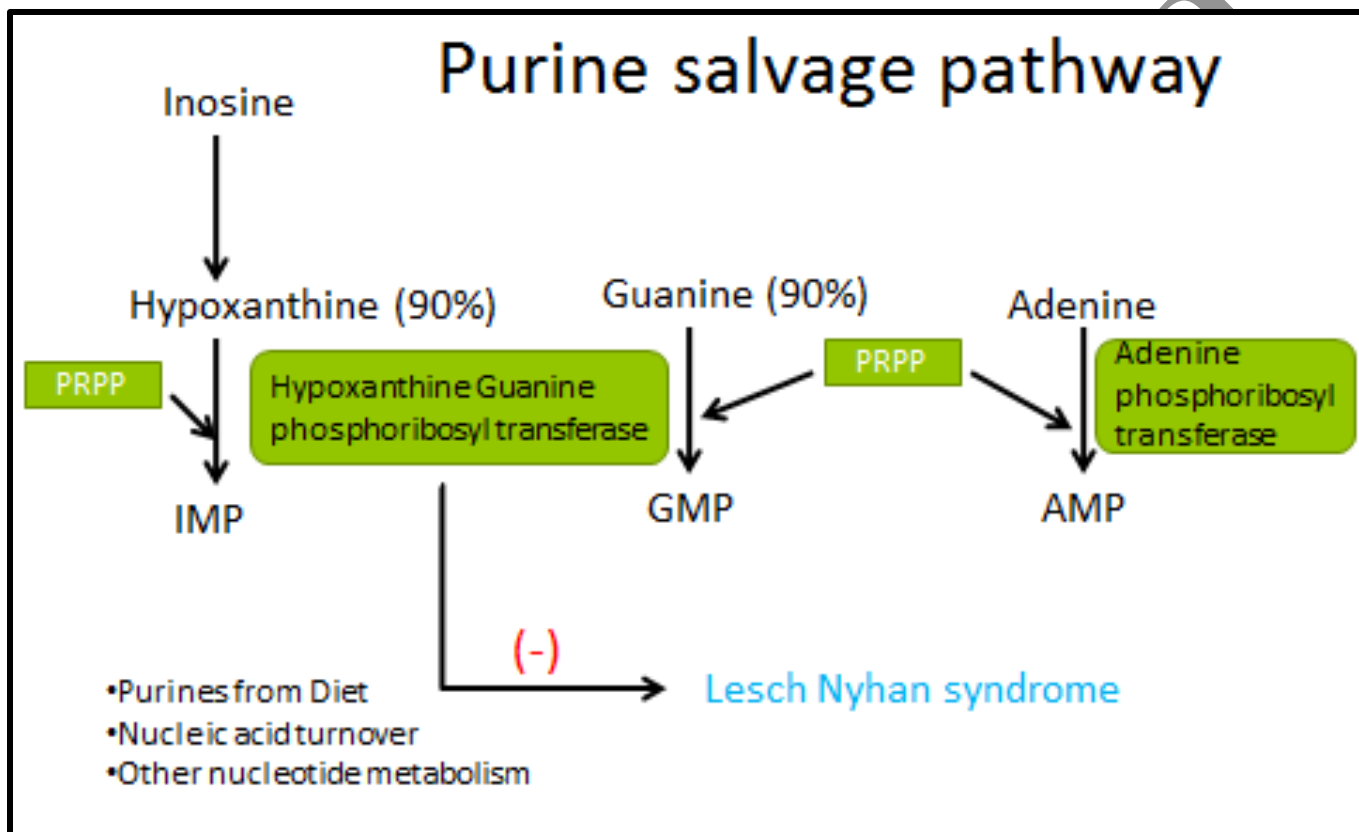 Purine salvage pathway
Inosine
Hypoxanthine (90%)
Guanine (90%)
Adenine
PRPP
Hypoxanthine Guanine
phosphoribosyl transferase
PRPP
Adenine
phosphoribosyl
transferase
IMP
GMP
AMP
(-)
Lesch Nyhan syndrome
•Purines from Diet
•Nucleic acid turnover
•Other nucleotide metabolism